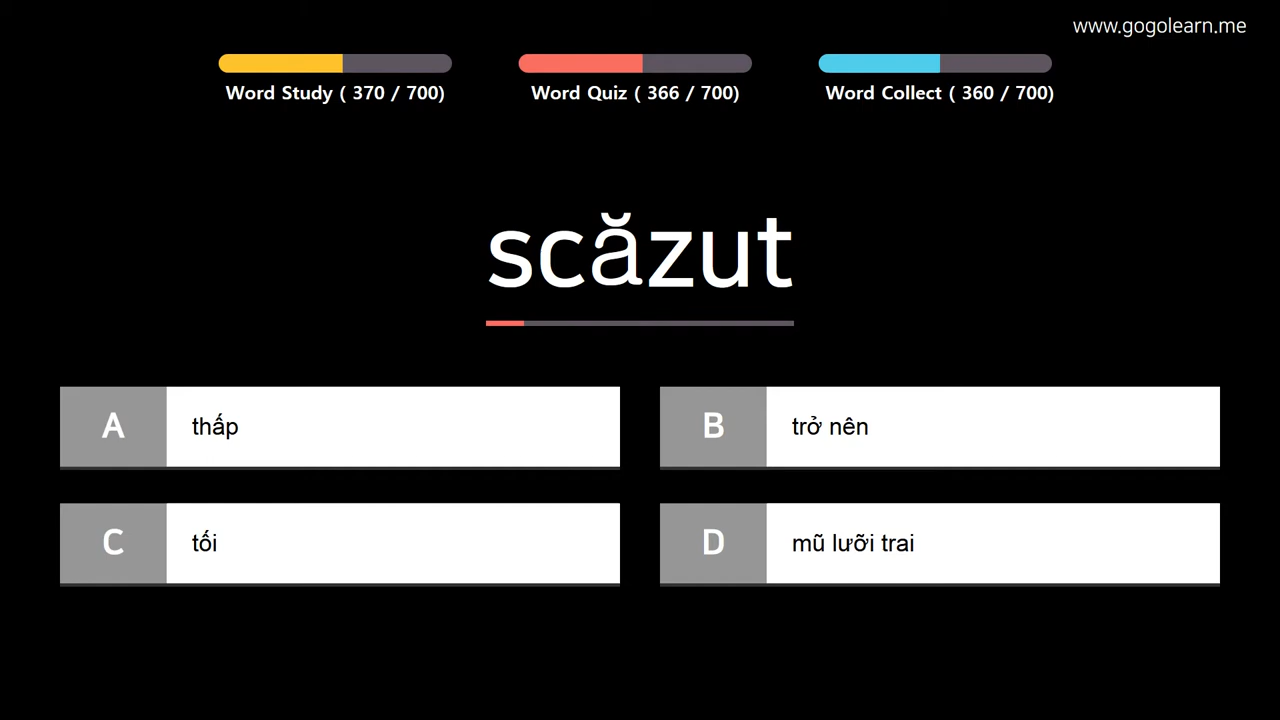 www.gogolearn.me
Word Study ( 370 / 700)
Word Quiz ( 366 / 700)
Word Collect ( 360 / 700)
scăzut
A
thấp
B
trở nên
C
tối
D
mũ lưỡi trai